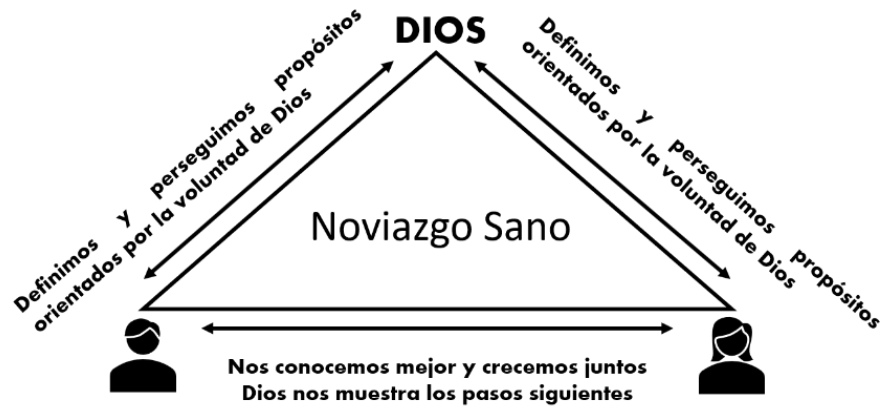 DIOS
Definimos y perseguimos propósitos
orientados por la voluntad de Dios
Definimos y perseguimos propósitos
orientados por la voluntad de Dios
Noviazgo Sano
Nos conocemos mejor y crecemos juntos
Dios nos muestra los pasos siguientes